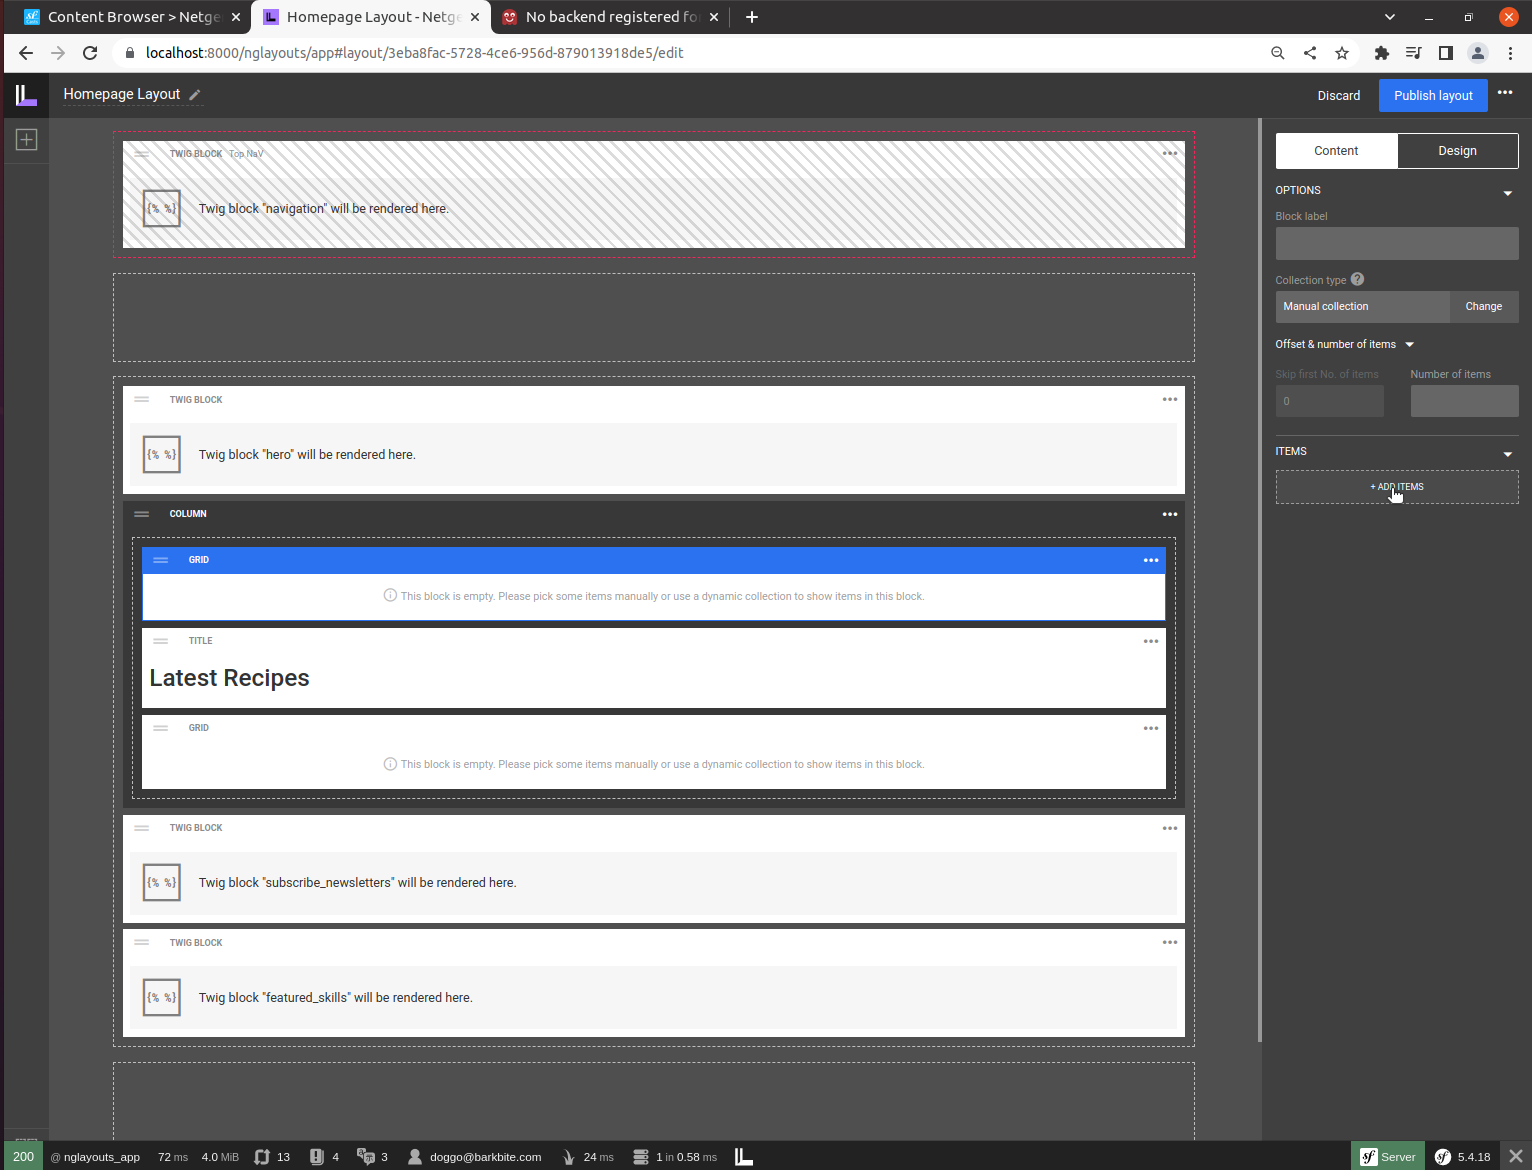 Content Browser > Netge
Homepage Layout - Netge
No backend registered fo
localhost:8000/nglayouts/app#layout/3eba8fac-5728-4ce6-956d-879013918de5/edit
Homepage Layout
Discard
Publish layout
TWIG BLOCK Top NaV
{% %}
Twig block "navigation" will be rendered here.
TWIG BLOCK
{% %}
Twig block "hero" will be rendered here.
COLUMN
GRID
This block is empty. Please pick some items manually or use a dynamic collection to show items in this block.
TITLE
Latest Recipes
GRID
This block is empty. Please pick some items manually or use a dynamic collection to show items in this block.
TWIG BLOCK
{% %}
Twig block "subscribe_newsletters" will be rendered here.
TWIG BLOCK
{% %}
Twig block "featured_skills" will be rendered here.
Content
Design
OPTIONS
Block label
Collection type ?
Manual collection
Change
Offset & number of items
Skip first No. of items
Number of items
0
ITEMS
+ ADD ITEMS
200 @ nglayouts_app 72 ms 4.0 MiB 13 4 3 doggo@barkbite.com 24 ms 1 in 0.58 ms sf Server sf 5.4.18